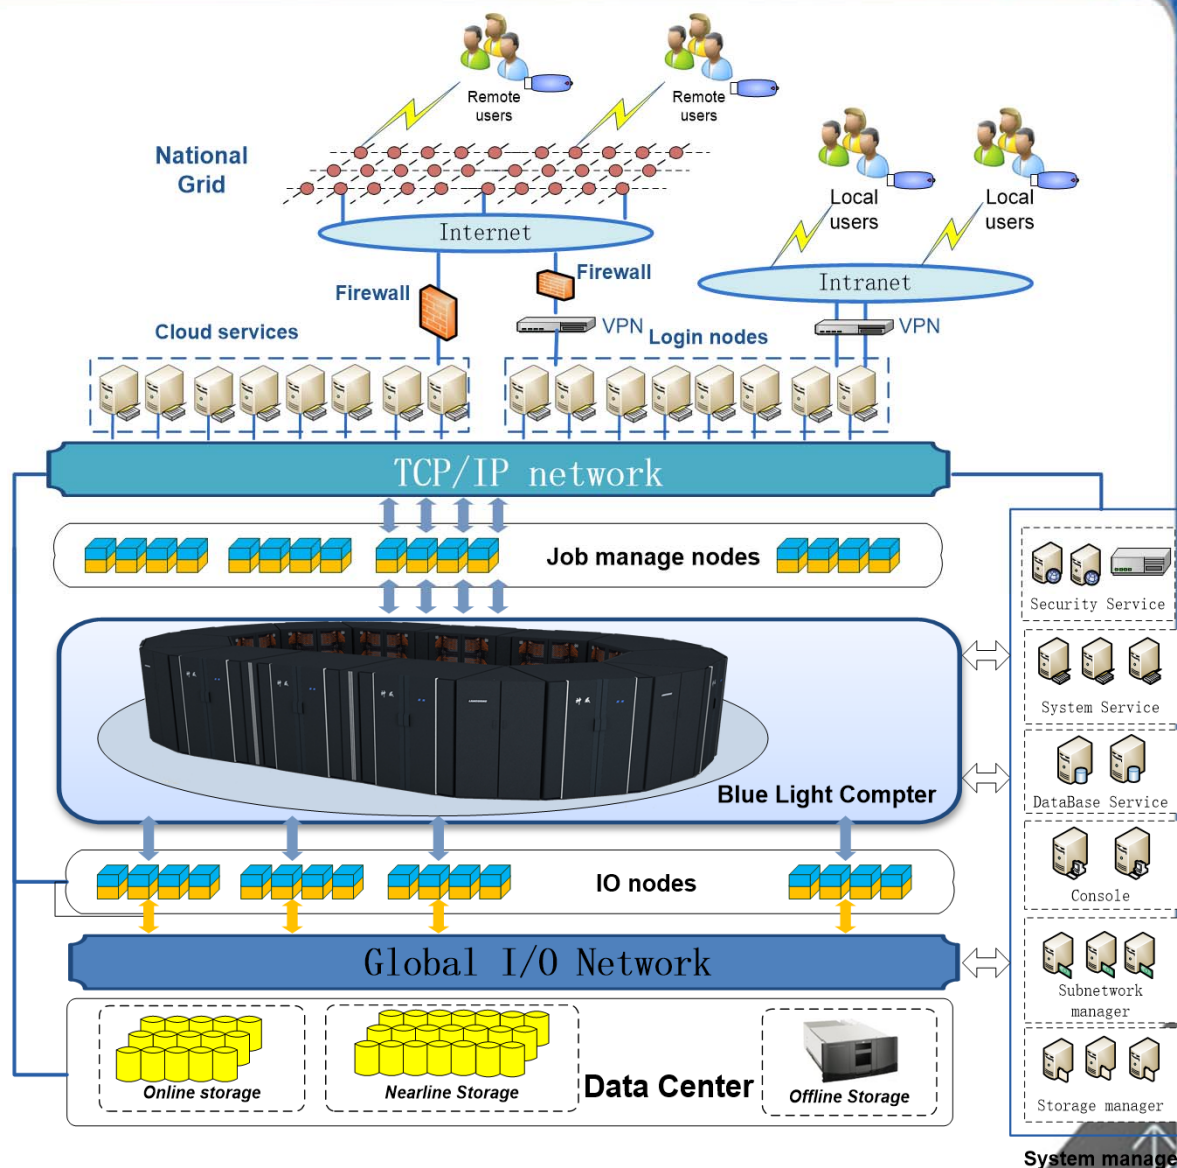 Remote
users
Remote
users
National
Grid
Local
users
Local
users
Internet
Firewall
Firewall
Intranet
Cloud services
VPN
Login nodes
VPN
TCP/IP network
Job manage nodes
Security Service
System Service
Blue Light Compter
DataBase Service
IO nodes
Console
Global I/O Network
Subnetwork
manager
Online storage
Nearline Storage
Data Center
Offline Storage
Storage manager
System manage